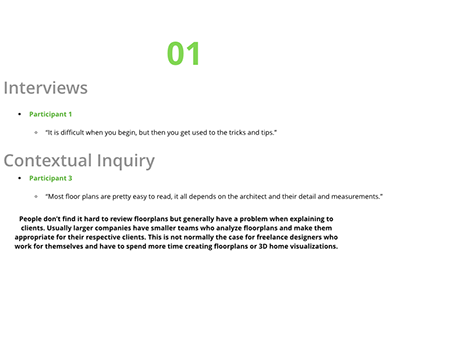 01
Interviews
Participant 1
“It is difficult when you begin, but then you get used to the tricks and tips.”
Contextual Inquiry
Participant 3
“Most floor plans are pretty easy to read, it all depends on the architect and their detail and measurements.”
People don’t find it hard to review floorplans but generally have a problem when explaining to
clients. Usually larger companies have smaller teams who analyze floorplans and make them
appropriate for their respective clients. This is not normally the case for freelance designers who
work for themselves and have to spend more time creating floorplans or 3D home visualizations.